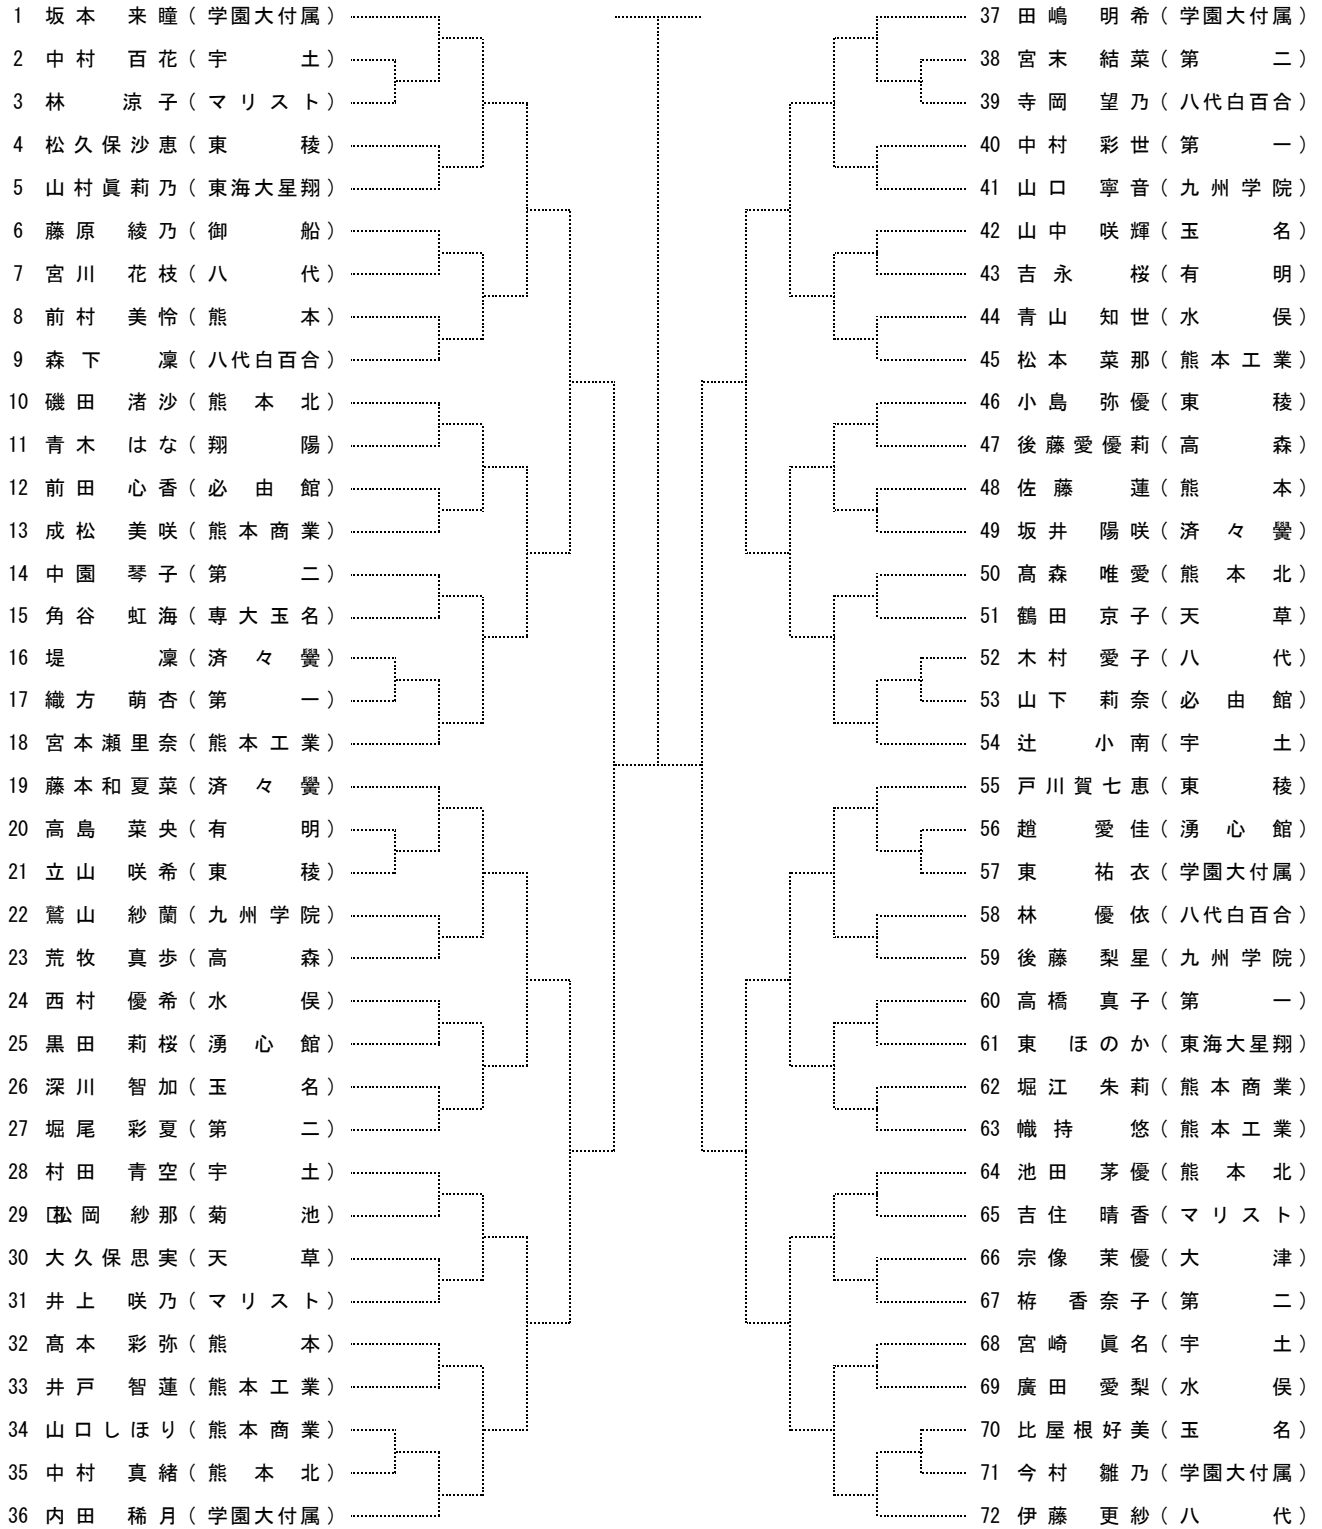 1 坂本 来瞳（学園大付属）
2 中村 百花（宇土）
3 林 涼子（マリスト）
4 松久保沙恵（東稜）
5 山村眞莉乃（東海大星翔）
6 藤原 綾乃（御船）
7 宮川 花枝（八代）
8 前村 美怜（熊本）
9 森下 凜（八代白百合）
10 磯田 渚沙（熊本北）
11 青木 はな（翔陽）
12 前田 心香（必由館）
13 成松 美咲（熊本商業）
14 中園 琴子（第二）
15 角谷 虹海（専大玉名）
16 堤 凜（済々黌）
17 織方 萌杏（第一）
18 宮本瀬里奈（熊本工業）
19 藤本和夏菜（済々黌）
20 高島 菜央（有明）
21 立山 咲希（東稜）
22 鷲山 紗蘭（九州学院）
23 荒牧 真歩（高森）
24 西村 優希（水俣）
25 黒田 莉桜（湧心館）
26 深川 智加（玉名）
27 堀尾 彩夏（第二）
28 村田 青空（宇土）
29 松岡 紗那（菊池）
30 大久保思実（天草）
31 井上 咲乃（マリスト）
32 髙本 彩弥（熊本）
33 井戸 智蓮（熊本工業）
34 山口しほり（熊本商業）
35 中村 真緒（熊本北）
36 内田 稀月（学園大付属）
37 田嶋 明希（学園大付属）
38 宮末 結菜（第二）
39 寺岡 望乃（八代白百合）
40 中村 彩世（第一）
41 山口 寧音（九州学院）
42 山中 咲輝（玉名）
43 吉永 桜（有明）
44 青山 知世（水俣）
45 松本 菜那（熊本工業）
46 小島 弥優（東稜）
47 後藤愛優莉（高森）
48 佐藤 蓮（熊本）
49 坂井 陽咲（済々黌）
50 髙森 唯愛（熊本北）
51 鶴田 京子（天草）
52 木村 愛子（八代）
53 山下 莉奈（必由館）
54 辻 小南（宇土）
55 戸川賀七恵（東稜）
56 趙 愛佳（湧心館）
57 東 祐衣（学園大付属）
58 林 優依（八代白百合）
59 後藤 梨星（九州学院）
60 高橋 真子（第一）
61 東 ほのか（東海大星翔）
62 堀江 朱莉（熊本商業）
63 幟持 悠（熊本工業）
64 池田 茅優（熊本北）
65 吉住 晴香（マリスト）
66 宗像 茉優（大津）
67 栫 香奈子（第二）
68 宮崎 眞名（宇土）
69 廣田 愛梨（水俣）
70 比屋根好美（玉名）
71 今村 雛乃（学園大付属）
72 伊藤 更紗（八代）